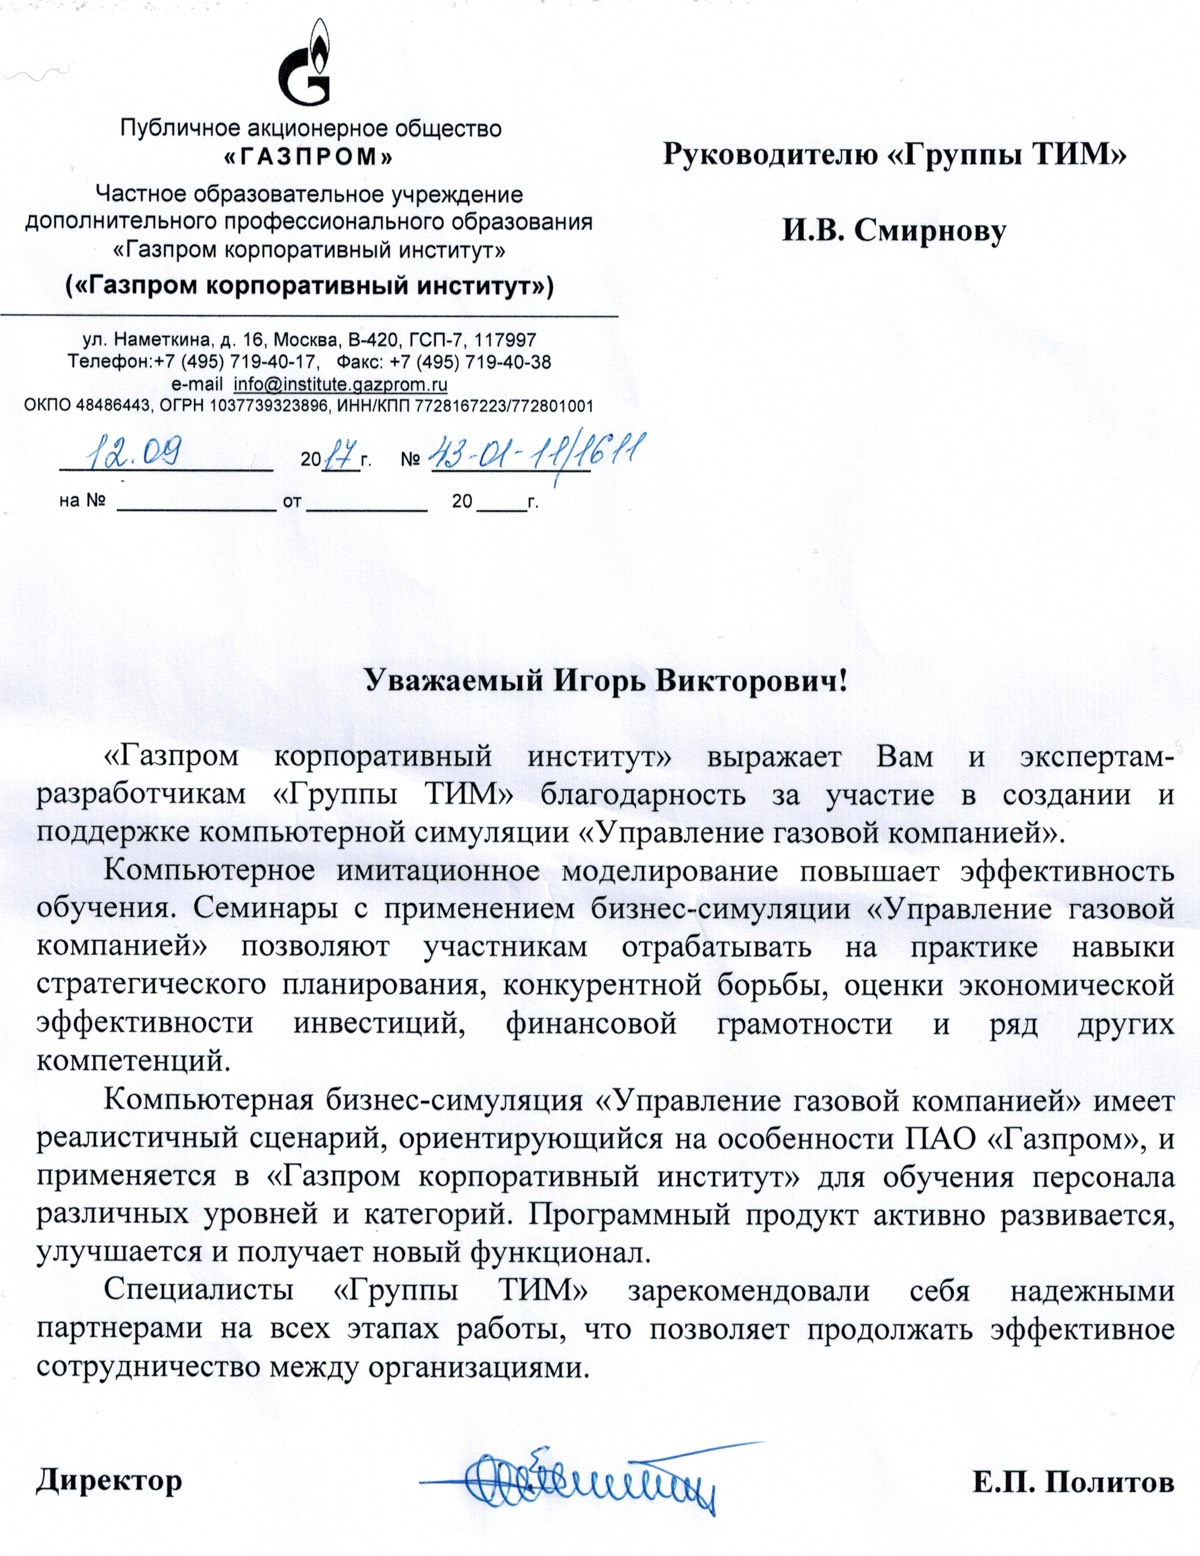 Публичное акционерное общество
«ГАЗПРОМ»
Частное образовательное учреждение
дополнительного профессионального образования
«Газпром корпоративный институт»
(«Газпром корпоративный институт»)
ул. Наметкина, д. 16, Москва, В-420, ГСП-7, 117997
Телефон:+7 (495) 719-40-17, Факс: +7 (495) 719-40-38
e-mail info@institute.gazprom.ru
ОКПО 48486443, ОГРН 1037739323896, ИНН/КПП 7728167223/772801001
12.09 2017г. № 43-01-11/1611
на № ______ от ______ 20 ____г.
Руководителю «Группы ТИМ»
И.В. Смирнову
Уважаемый Игорь Викторович!
«Газпром корпоративный институт» выражает Вам и экспертам-
разработчикам «Группы ТИМ» благодарность за участие в создании и
поддержке компьютерной симуляции «Управление газовой компанией».
Компьютерное имитационное моделирование повышает эффективность
обучения. Семинары с применением бизнес-симуляции «Управление газовой
компанией» позволяют участникам отрабатывать на практике навыки
стратегического планирования, конкурентной борьбы, оценки экономической
эффективности инвестиций, финансовой грамотности и ряд других
компетенций.
Компьютерная бизнес-симуляция «Управление газовой компанией» имеет
реалистичный сценарий, ориентирующийся на особенности ПАО «Газпром», и
применяется в «Газпром корпоративный институт» для обучения персонала
различных уровней и категорий. Программный продукт активно развивается,
улучшается и получает новый функционал.
Специалисты «Группы ТИМ» зарекомендовали себя надежными
партнерами на всех этапах работы, что позволяет продолжать эффективное
сотрудничество между организациями.
Директор Е.П. Политов